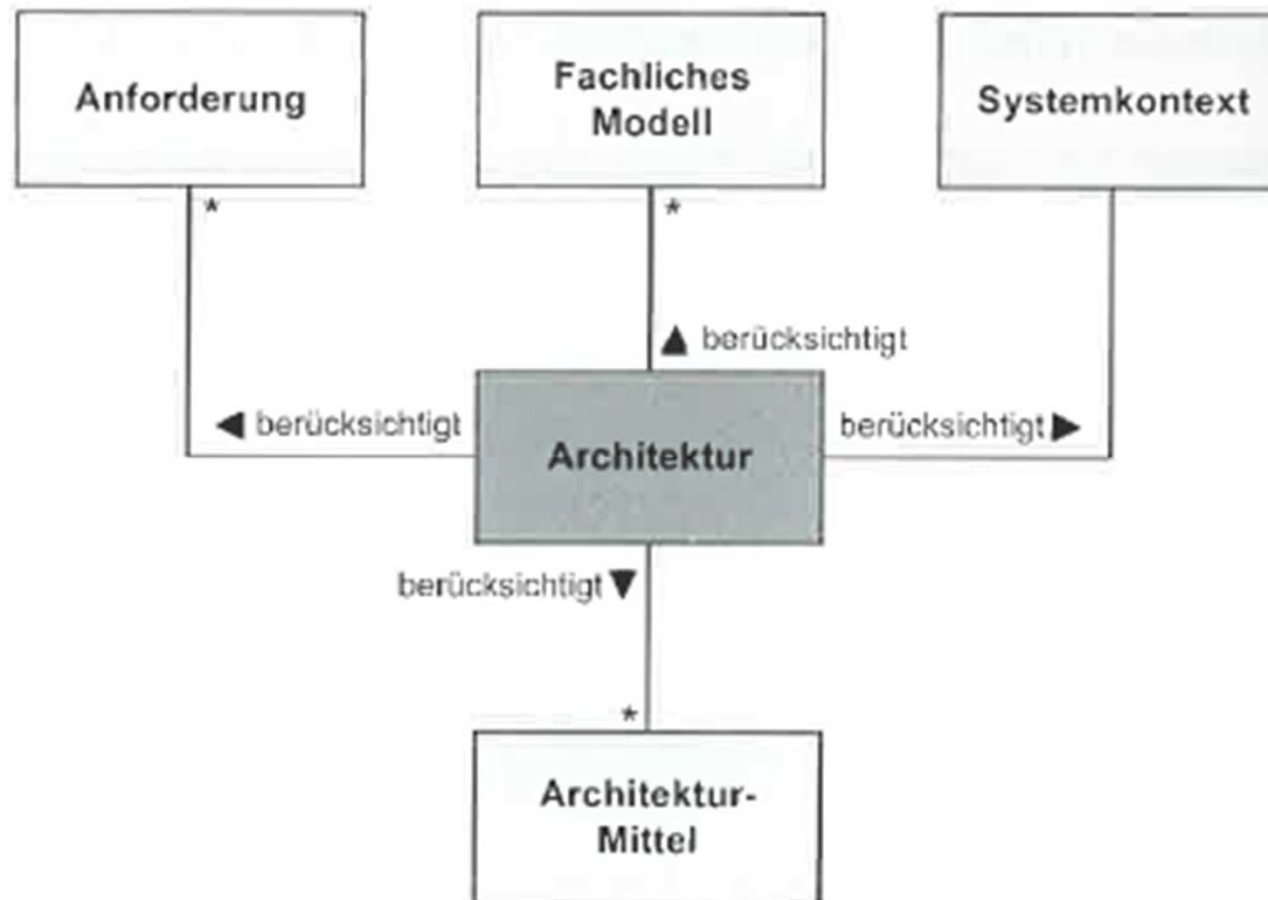 Anforderung
Fachliches
Modell
Systemkontext
*
*
▲ berücksichtigt
◀ berücksichtigt
berücksichtigt ▶
Architektur
berücksichtigt ▼
*
Architektur-
Mittel